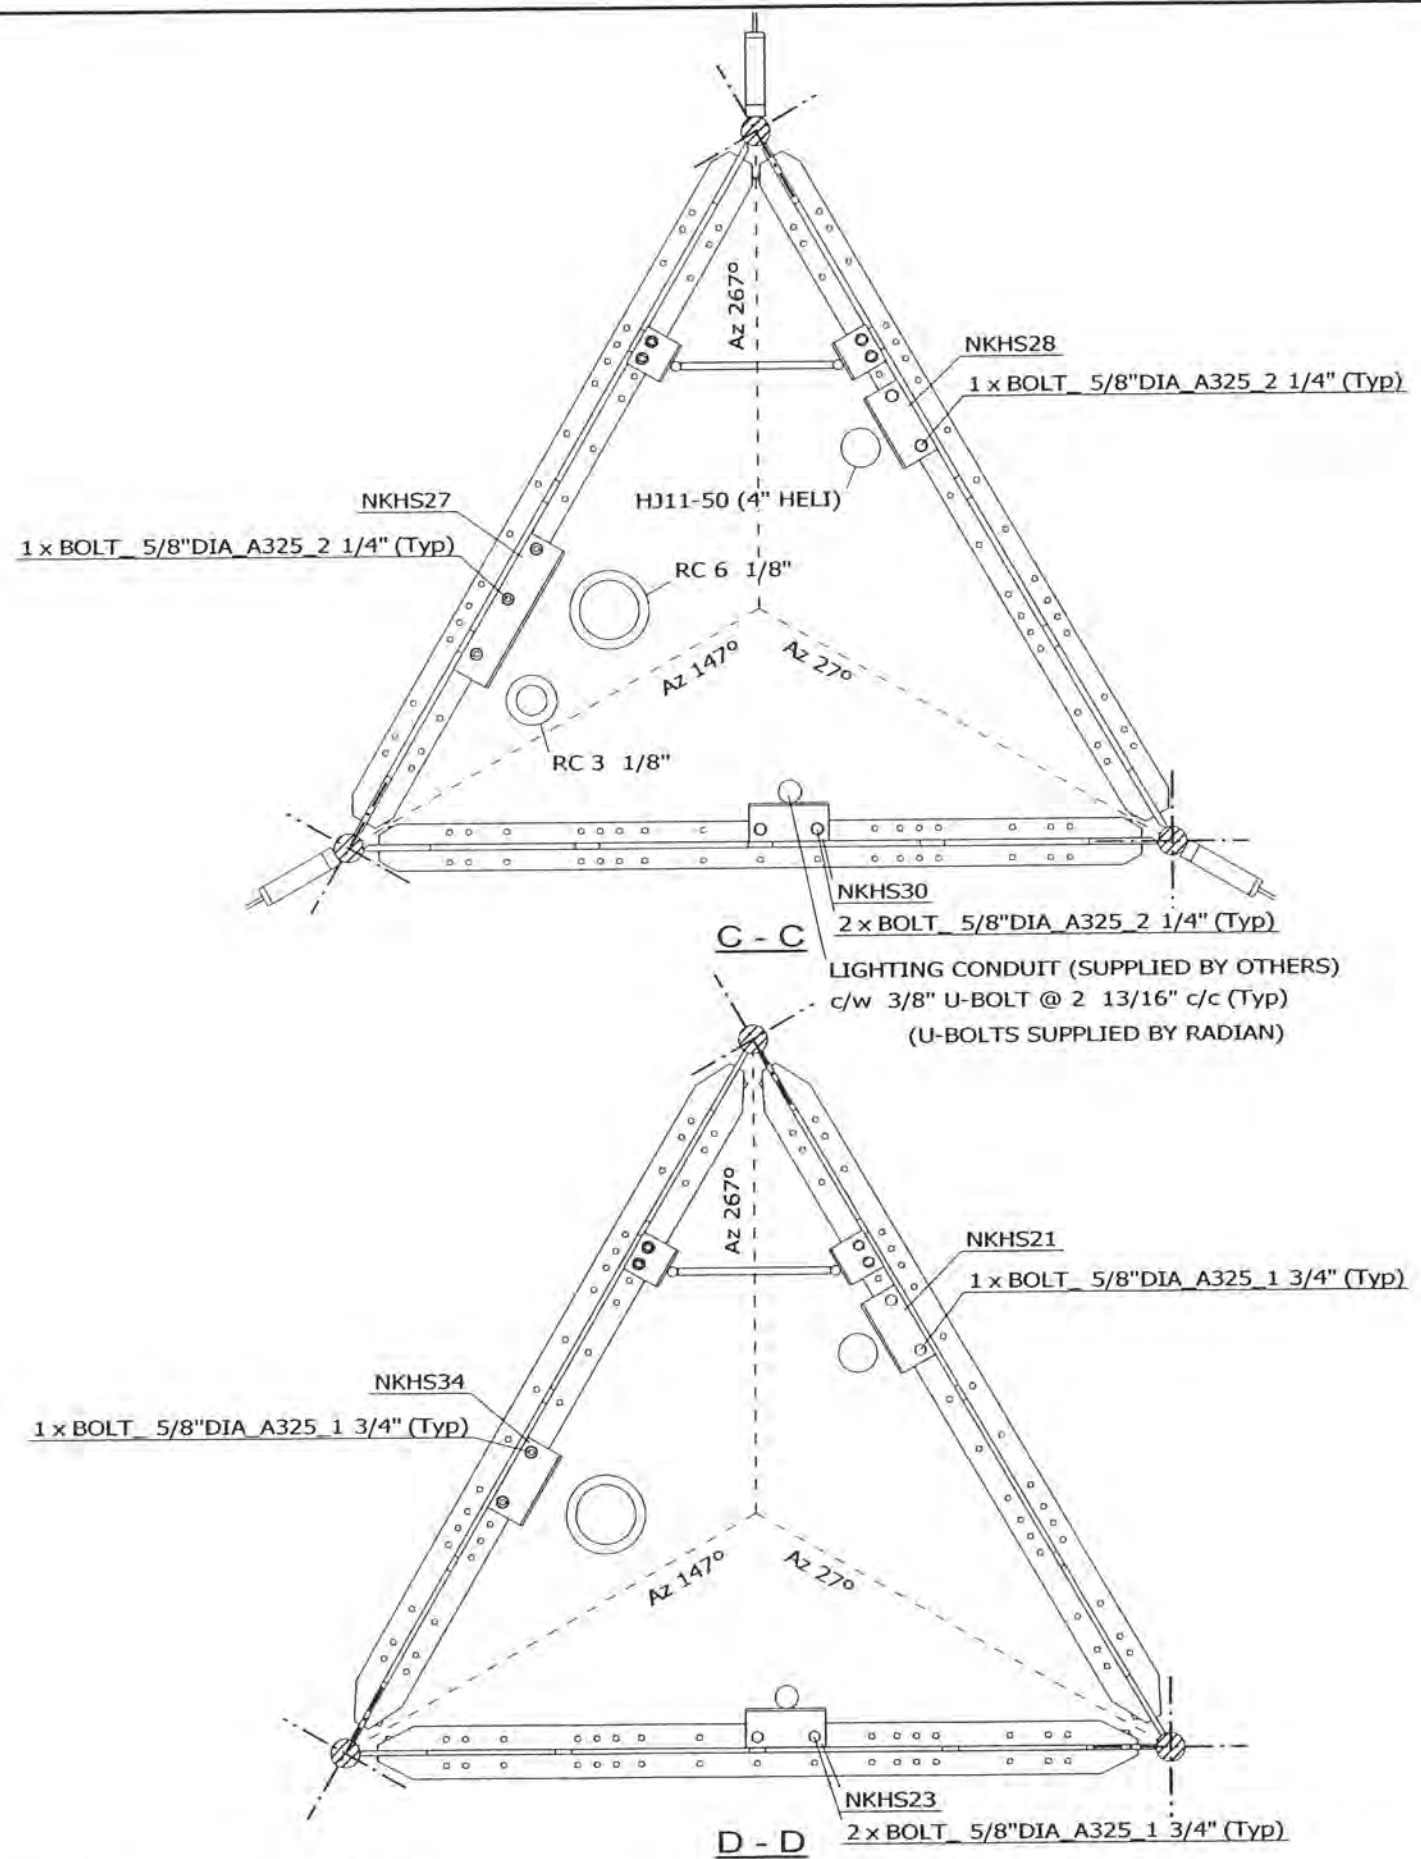 Az 267°
NKHS28
1 x BOLT_ 5/8"DIA_A325_2 1/4" (Typ)
HJ11-50 (4" HELI)
NKHS27
1 x BOLT_ 5/8"DIA_A325_2 1/4" (Typ)
RC 6 1/8"
Az 147°
Az 27°
RC 3 1/8"
NKHS30
2 x BOLT_ 5/8"DIA_A325_2 1/4" (Typ)
C - C
LIGHTING CONDUIT (SUPPLIED BY OTHERS)
c/w 3/8" U-BOLT @ 2 13/16" c/c (Typ)
(U-BOLTS SUPPLIED BY RADIAN)
Az 267°
NKHS21
1 x BOLT_ 5/8"DIA_A325_1 3/4" (Typ)
NKHS34
1 x BOLT_ 5/8"DIA_A325_1 3/4" (Typ)
Az 147°
Az 27°
NKHS23
2 x BOLT_ 5/8"DIA_A325_1 3/4" (Typ)
D - D